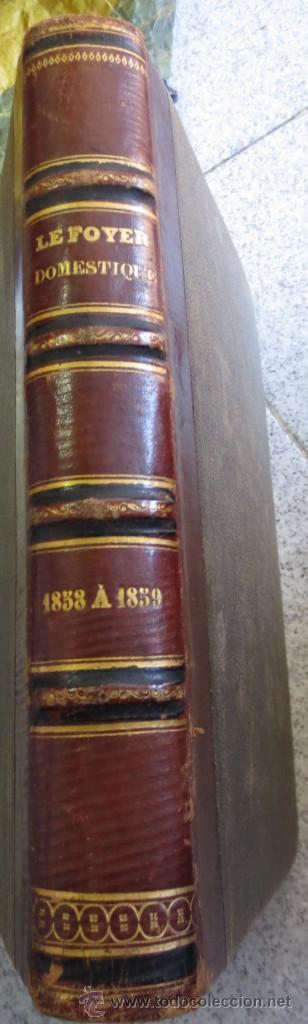 LE FOYER
DOMESTIQUE
1858 À 1859
www.todocoleccion.net